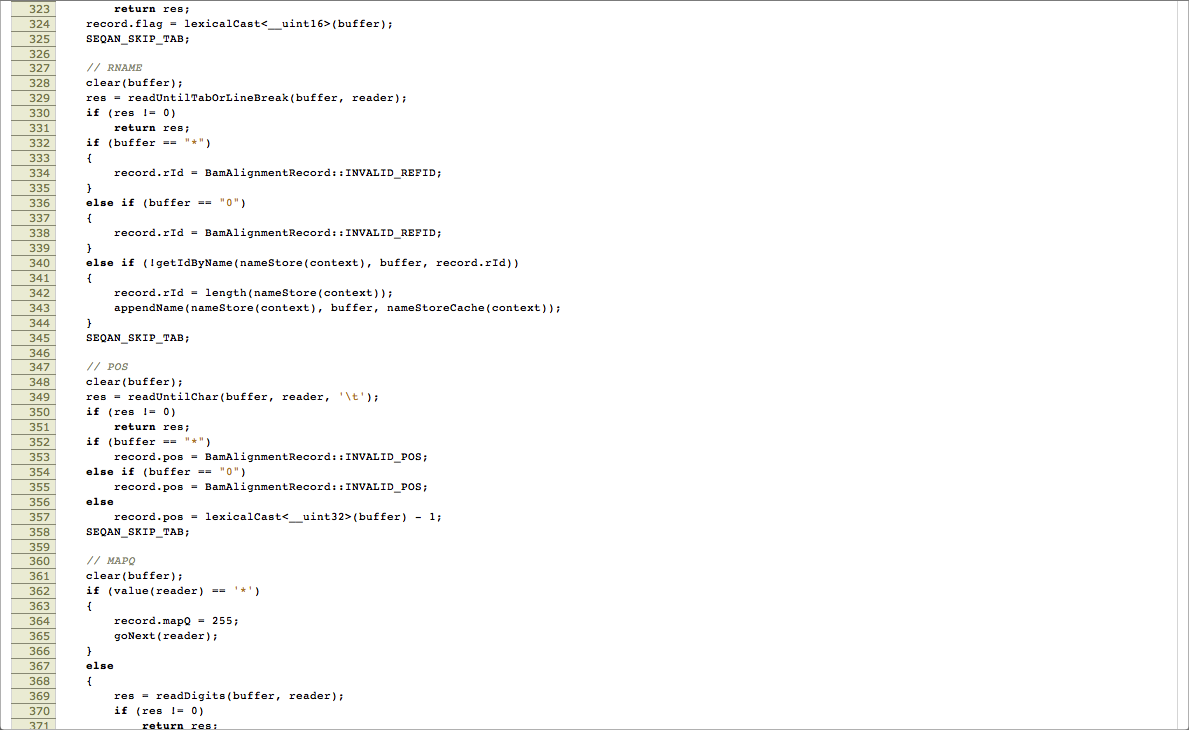 323 return res;
324 record.flag = lexicalCast<__uint16>(buffer);
325 SEQAN_SKIP_TAB;
326
327 // RNAME
328 clear(buffer);
329 res = readUntilTabOrLineBreak(buffer, reader);
330 if (res != 0)
331 return res;
332 if (buffer == "*")
333 {
334 record.rId = BamAlignmentRecord::INVALID_REFID;
335 }
336 else if (buffer == "0")
337 {
338 record.rId = BamAlignmentRecord::INVALID_REFID;
339 }
340 else if (!getIdByName(nameStore(context), buffer, record.rId))
341 {
342 record.rId = length(nameStore(context));
343 appendName(nameStore(context), buffer, nameStoreCache(context));
344 }
345 SEQAN_SKIP_TAB;
346
347 // POS
348 clear(buffer);
349 res = readUntilChar(buffer, reader, '\t');
350 if (res != 0)
351 return res;
352 if (buffer == "*")
353 record.pos = BamAlignmentRecord::INVALID_POS;
354 else if (buffer == "0")
355 record.pos = BamAlignmentRecord::INVALID_POS;
356 else
357 record.pos = lexicalCast<__uint32>(buffer) - 1;
358 SEQAN_SKIP_TAB;
359
360 // MAPQ
361 clear(buffer);
362 if (value(reader) == '*')
363 {
364 record.mapQ = 255;
365 goNext(reader);
366 }
367 else
368 {
369 res = readDigits(buffer, reader);
370 if (res != 0)
371 return res;